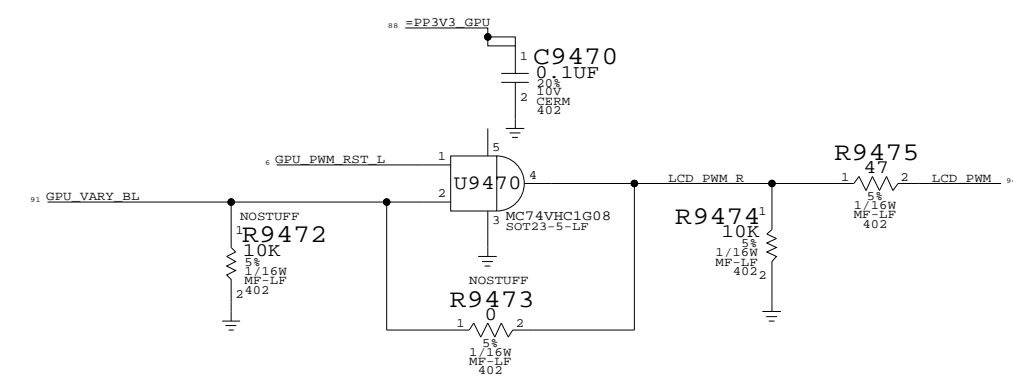 88 =PP3V3_GPU
1 C9470
0.1UF
20%
10V
2 CERM
402
5
6 GPU_PWM_RST_L 1
U9470 4 LCD_PWM_R
91 GPU_VARY_BL 2
3 MC74VHC1G08
SOT23-5-LF
R9475
47
1 2 LCD_PWM
5%
1/16W
MF-LF
402
NOSTUFF
1 R9472
10K
5%
1/16W
MF-LF
2 402
R9474 1
10K
5%
1/16W
MF-LF
402 2
NOSTUFF
R9473
0
1 2
5%
1/16W
MF-LF
402